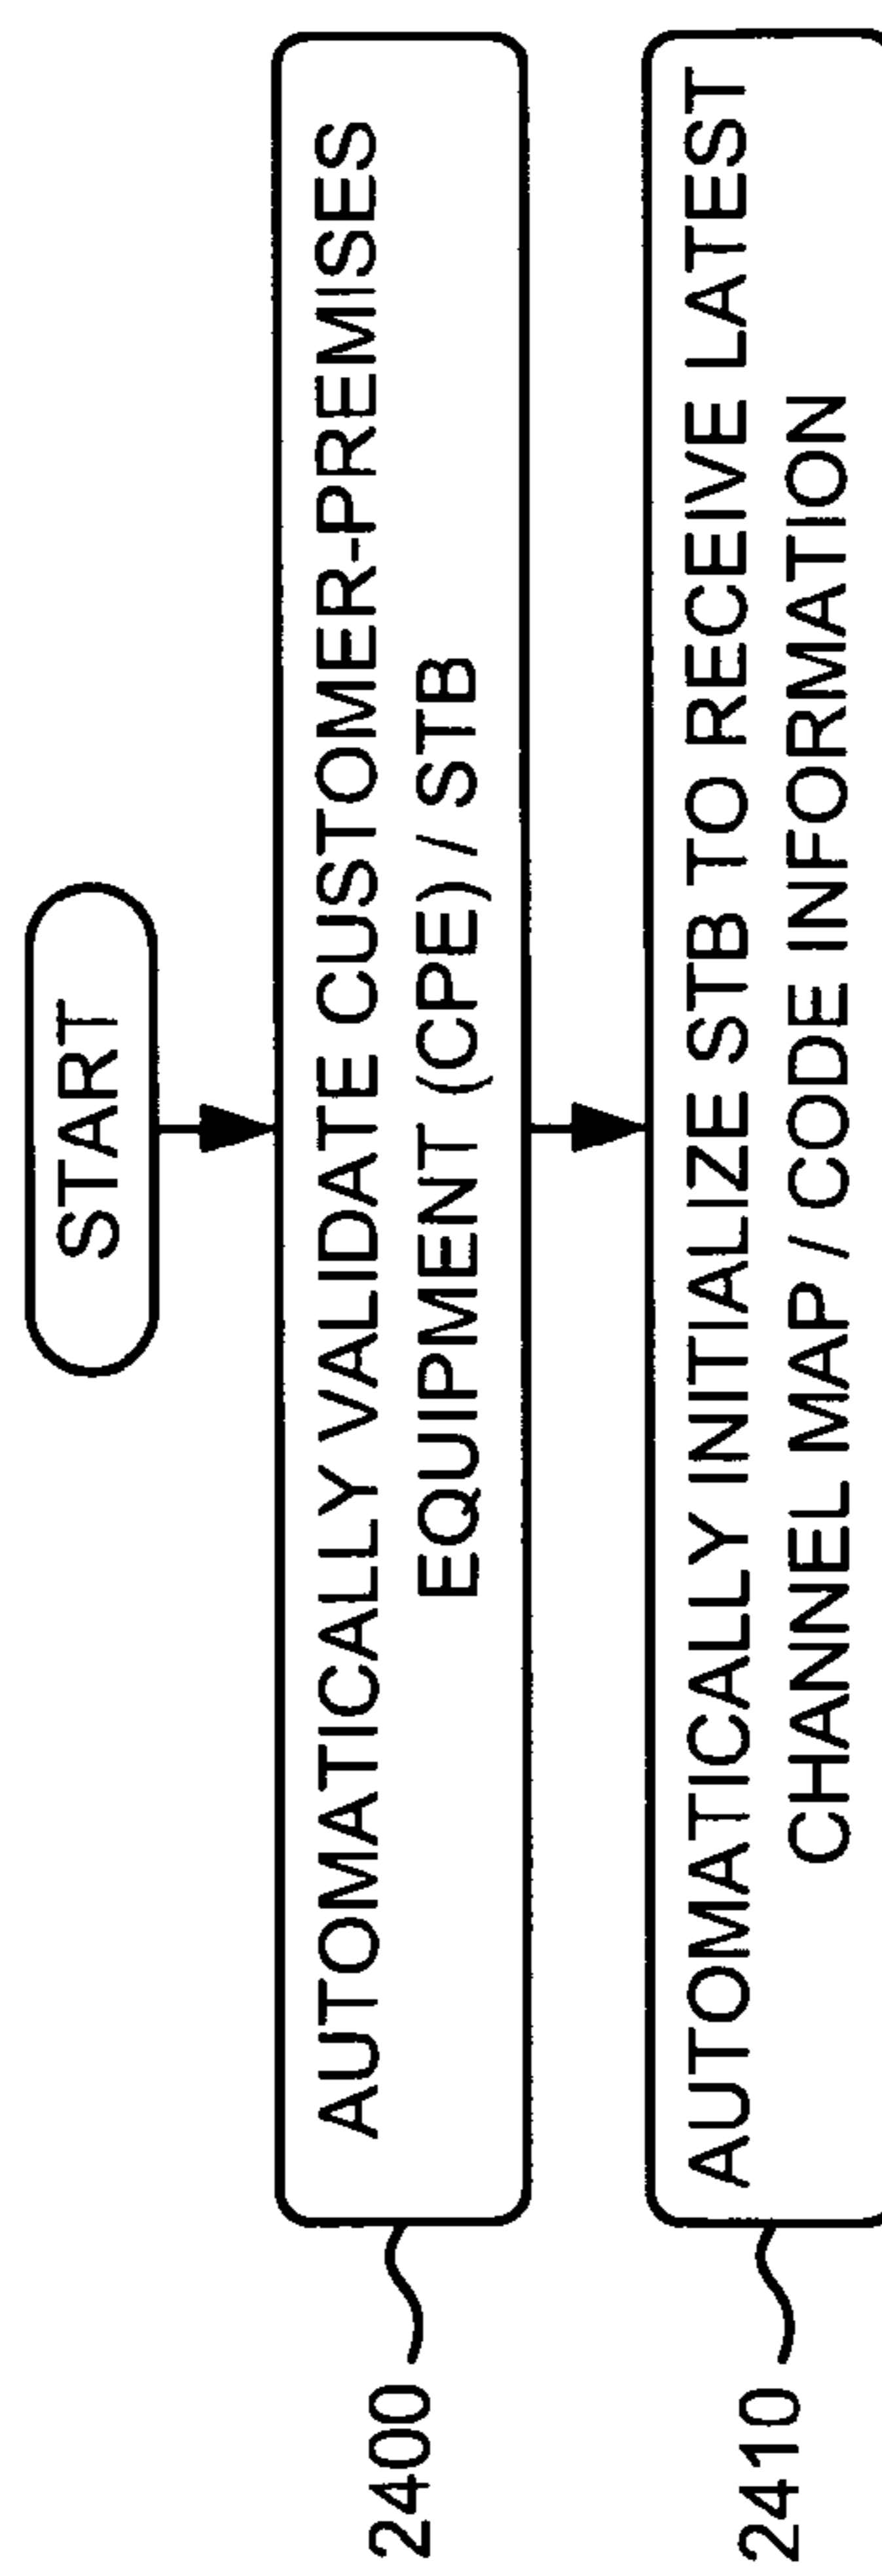 START
2400
AUTOMATICALLY VALIDATE CUSTOMER-PREMISES
EQUIPMENT (CPE) / STB
2410
AUTOMATICALLY INITIALIZE STB TO RECEIVE LATEST
CHANNEL MAP / CODE INFORMATION